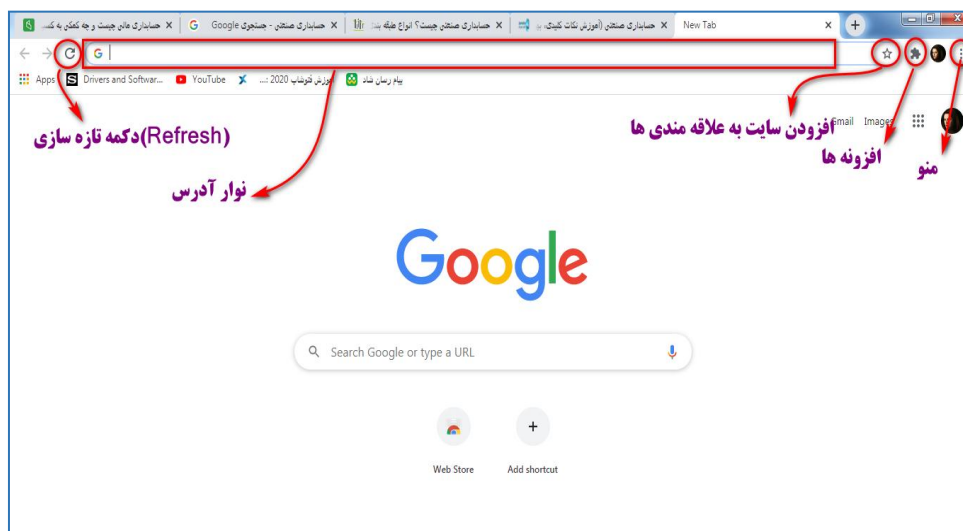 حسابداری مالی چیست و چه کمکی به کسـ
حسابداری صنعتی - جستجوی Google
حسابداری صنعتی چیست؟ انواع طبقه بند
حسابداری صنعتی (آموزش نکات کلیدی،
New Tab
Apps
Drivers and Softwar...
YouTube
فتوشاپ 2020 :...
پیام رسان شاد
دکمه تازه سازی(Refresh)
نوار آدرس
افزودن سایت به علاقه مندی ها
افزونه ها
منو
Gmail Images
Google
Search Google or type a URL
Web Store
Add shortcut